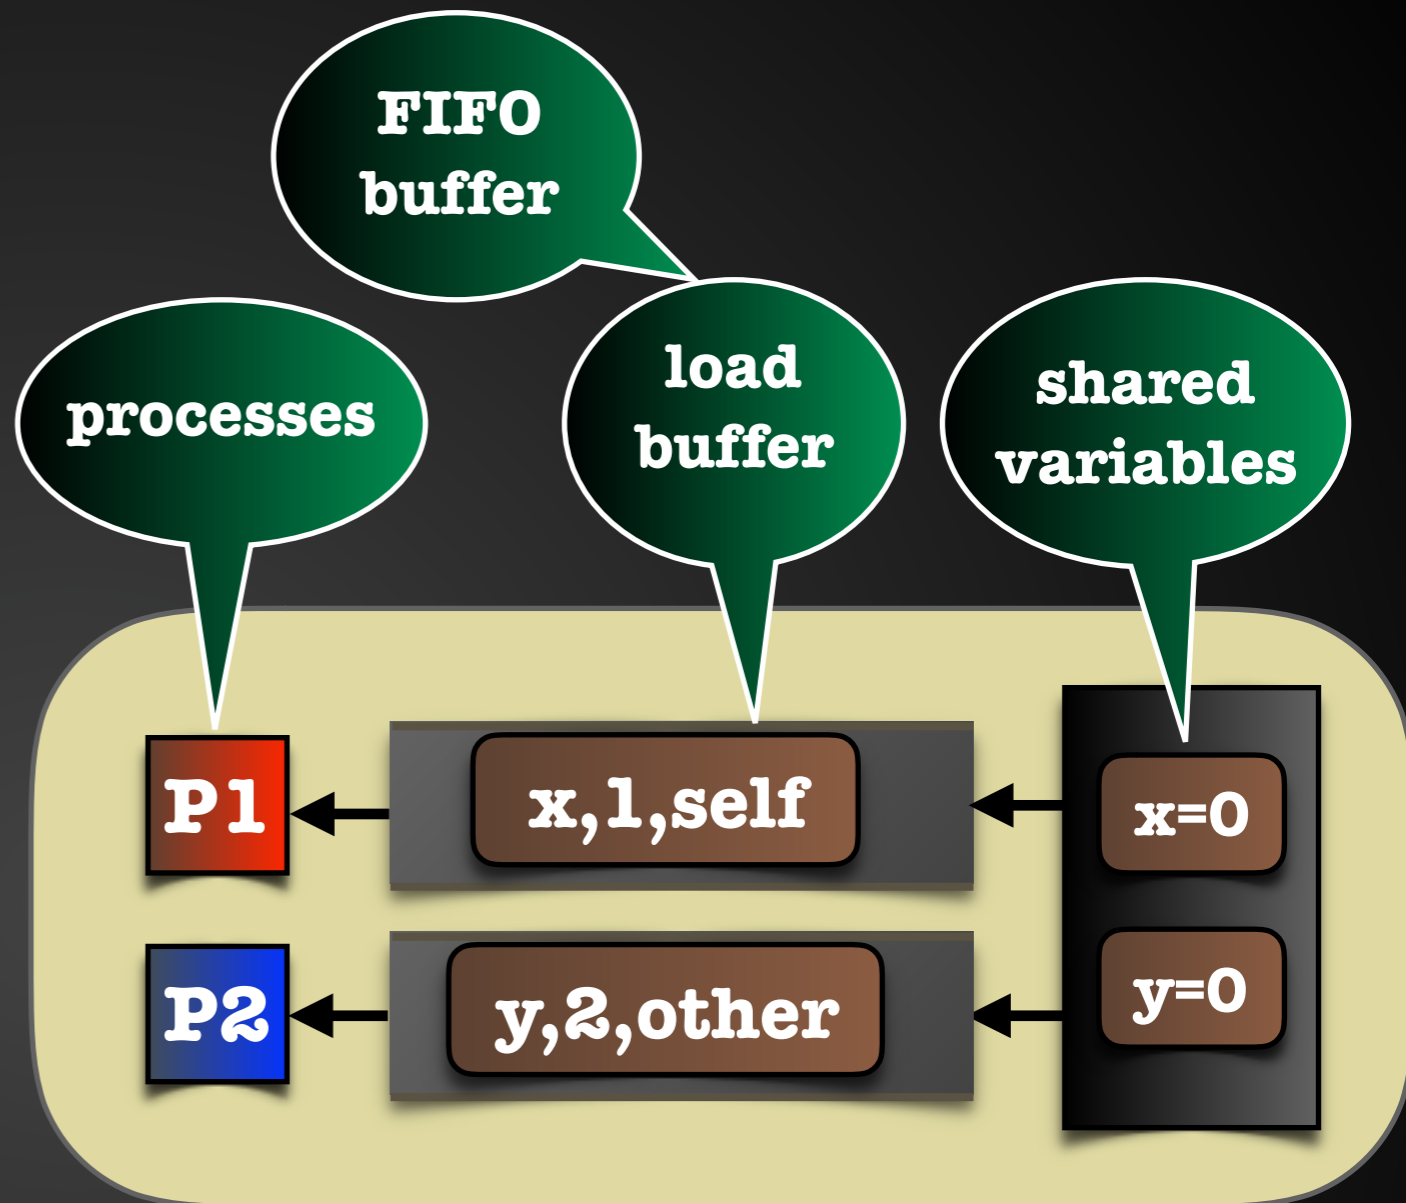 FIFO
buffer
processes
load
buffer
shared
variables
P1
x,1,self
x=0
P2
y,2,other
y=0